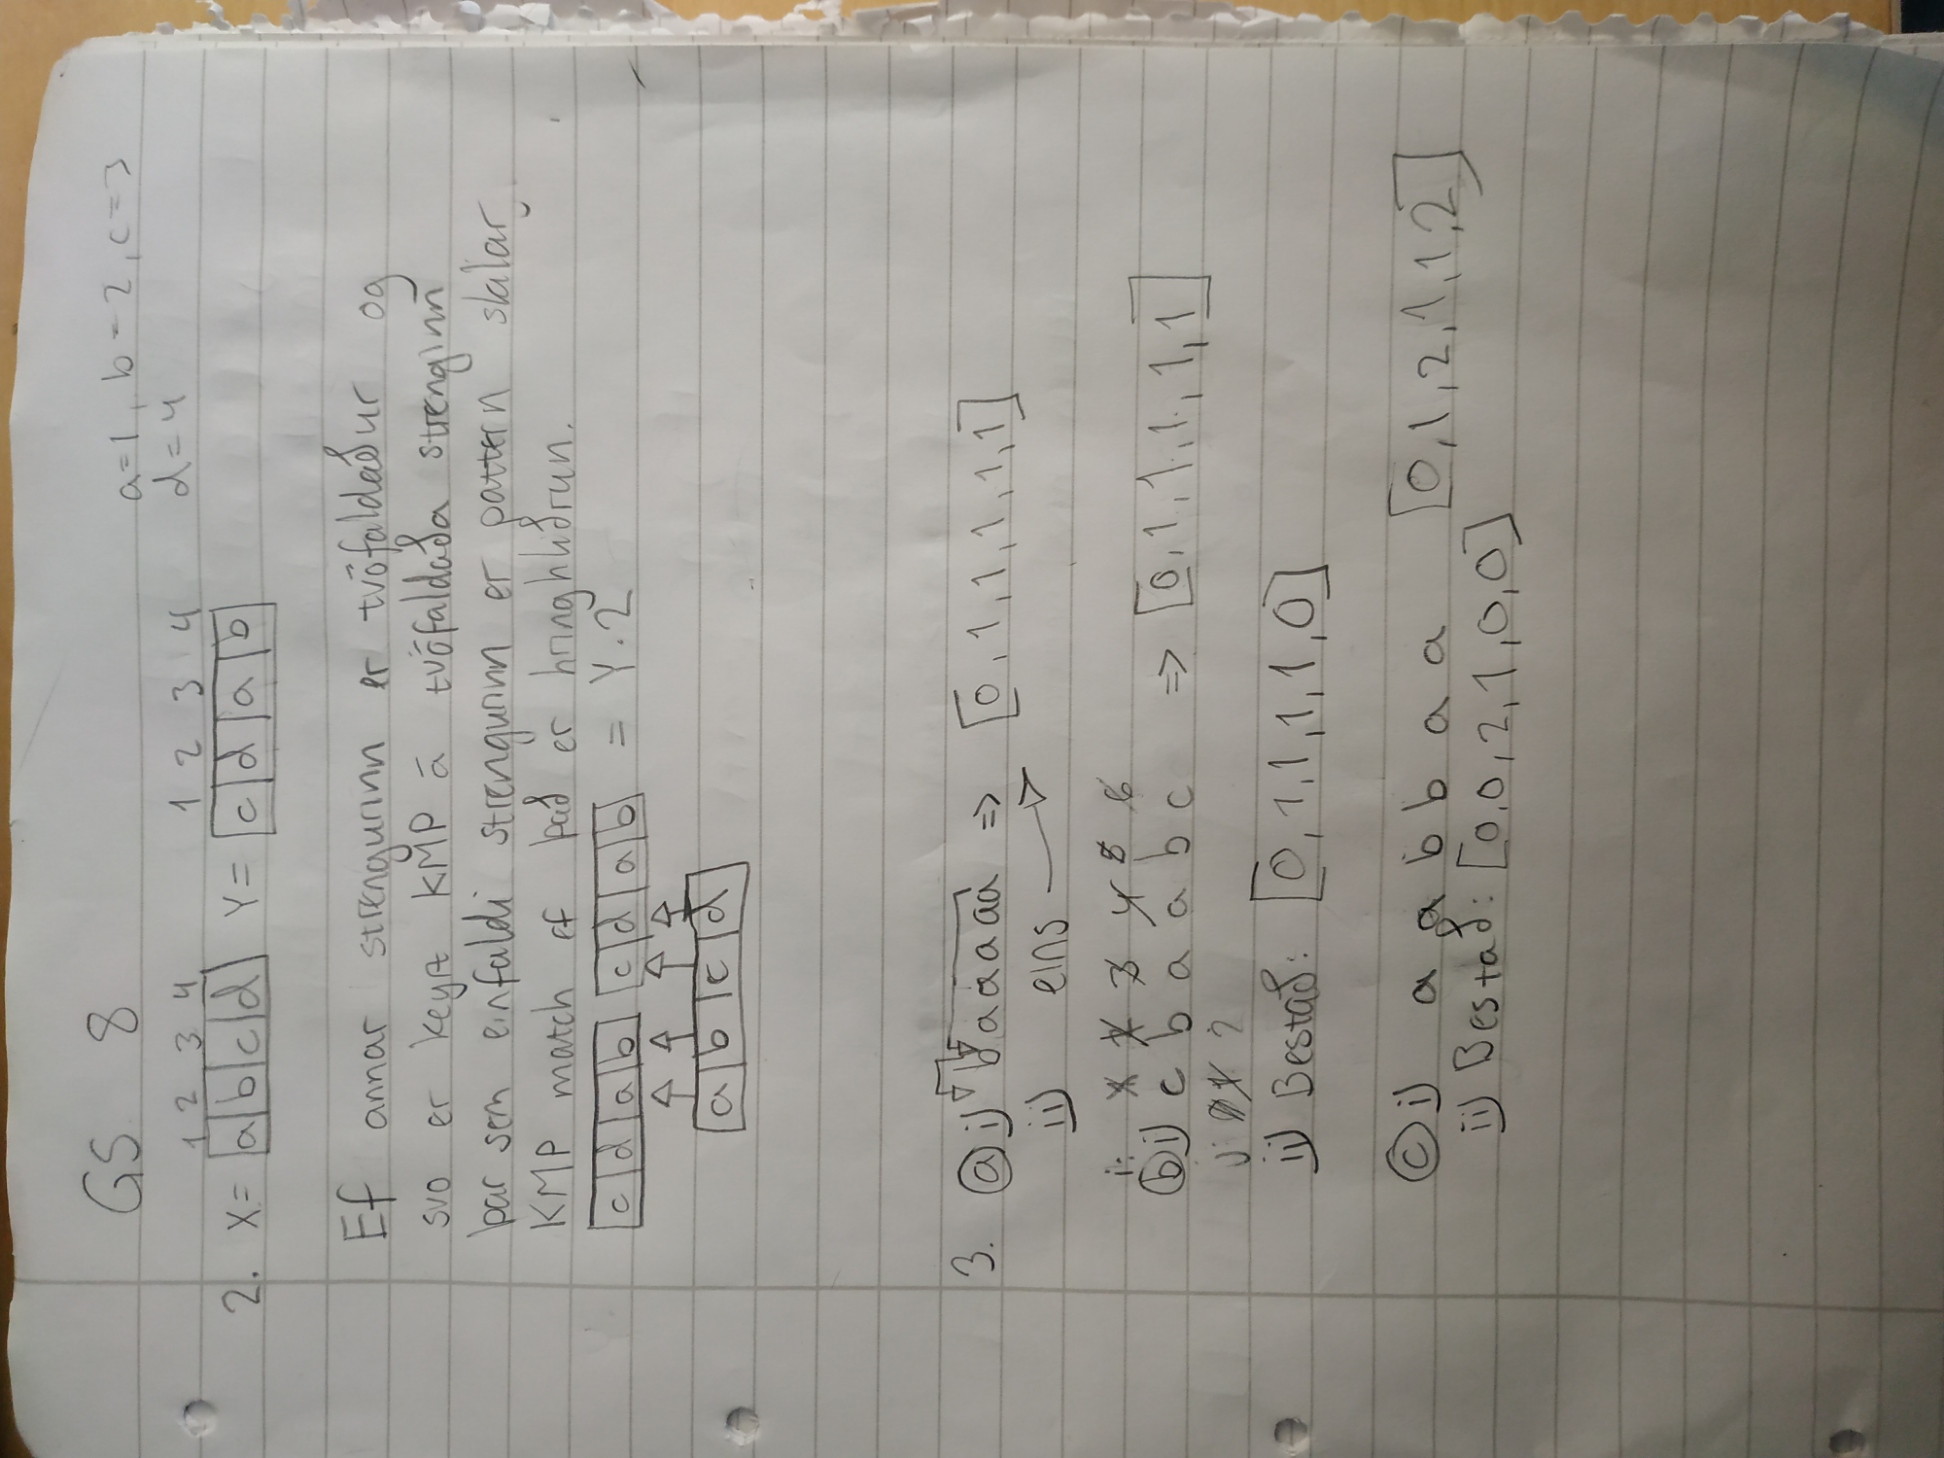 GS 8
a=1, b=2, c=3
d=4
1 2 3 4 1 2 3 4
2. X= a b c d Y= c d a b
Ef annar strengurinn er tvöfaldaður og
svo er keyrt KMP á tvöfaldaða strenginn
þar sem einfaldi strengurinn er pattern skilar
KMP match ef það er hringhliðrun.
c d a b c d a b = Y.2
a b c d
3. a i) b a a a a a => [0, 1, 1, 1, 1, 1]
ii) eins
i: 1 2 3 4 5 6
b i) c b a a b c => [0, 1, 1, 1, 1, 1]
j: 0 1 2
ii) Bestað: [0, 1, 1, 1, 1, 0]
c i) a a b b a a [0, 1, 2, 1, 1, 2]
ii) Bestað: [0, 0, 2, 1, 0, 0]